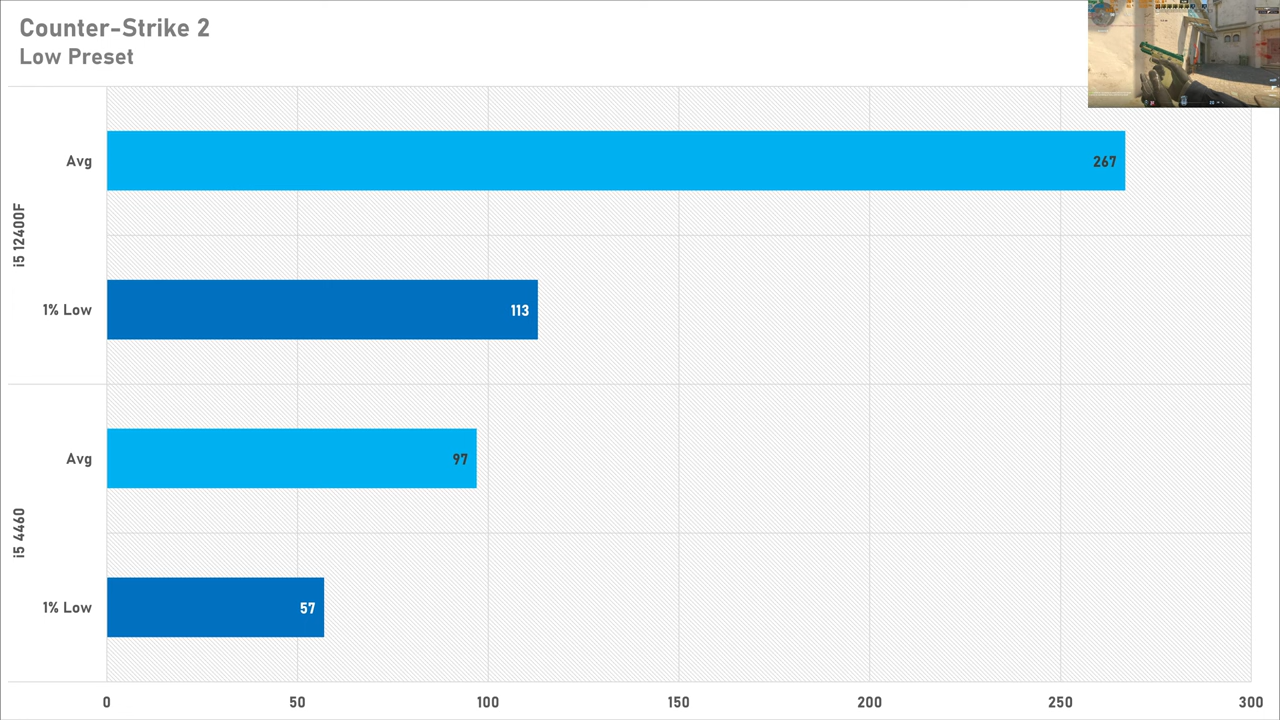 Counter-Strike 2
Low Preset
i5 12400F
Avg
267
1% Low
113
i5 4460
Avg
97
1% Low
57
0 50 100 150 200 250 300